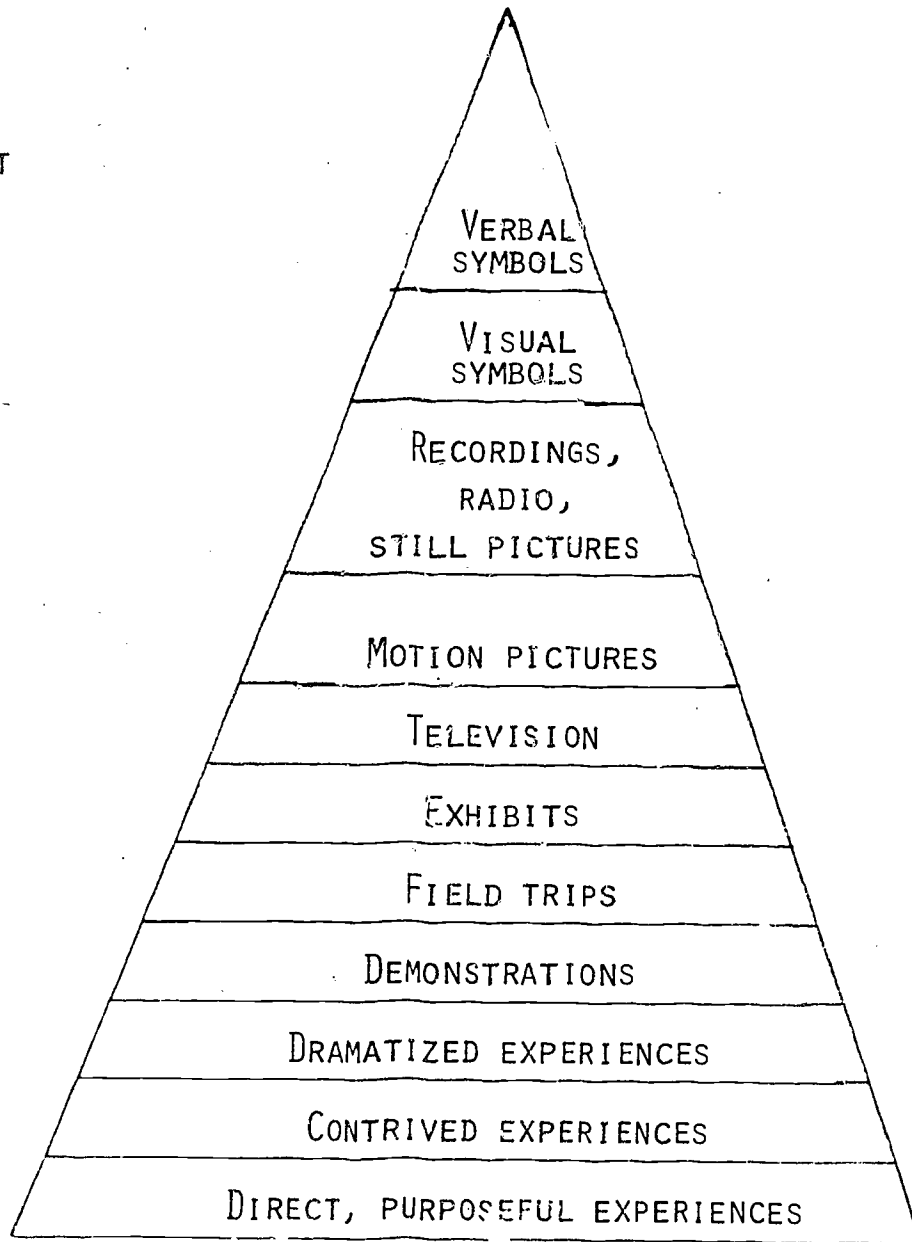 VERBAL
SYMBOLS
VISUAL
SYMBOLS
RECORDINGS,
RADIO,
STILL PICTURES
MOTION PICTURES
TELEVISION
EXHIBITS
FIELD TRIPS
DEMONSTRATIONS
DRAMATIZED EXPERIENCES
CONTRIVED EXPERIENCES
DIRECT, PURPOSEFUL EXPERIENCES